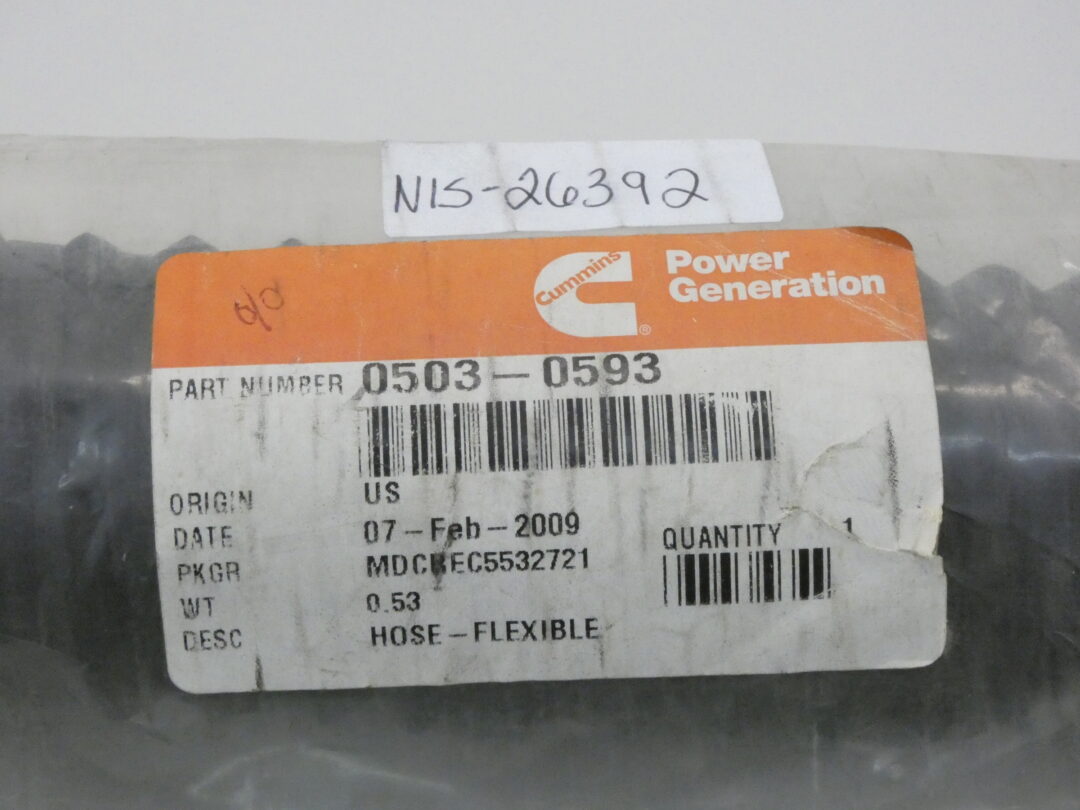 NIS-26392
Cummins
®
Power
Generation
PART NUMBER 0503-0593
ORIGIN US
DATE 07-Feb-2009
QUANTITY 1
PKGR
WT 0.53
DESC HOSE-FLEXIBLE